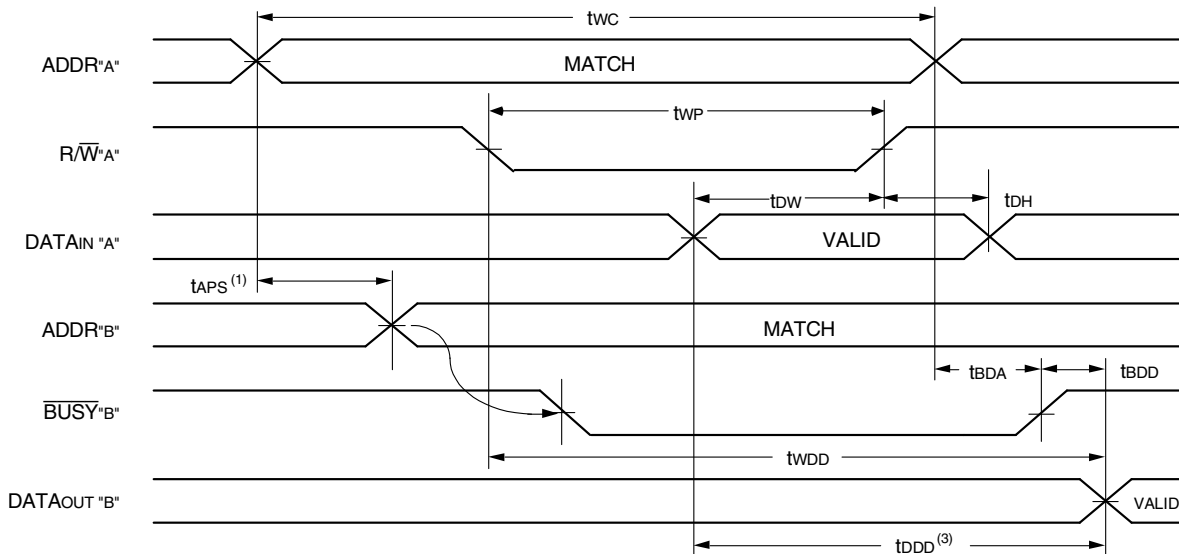 tWC
ADDR"A" MATCH
tWP
R/W̅"A"
tDW tDH
DATAIN "A" VALID
tAPS (1)
ADDR"B" MATCH
tBDA tBDD
B̅U̅S̅Y̅"B"
tWDD
DATAOUT "B" VALID
tDDD (3)